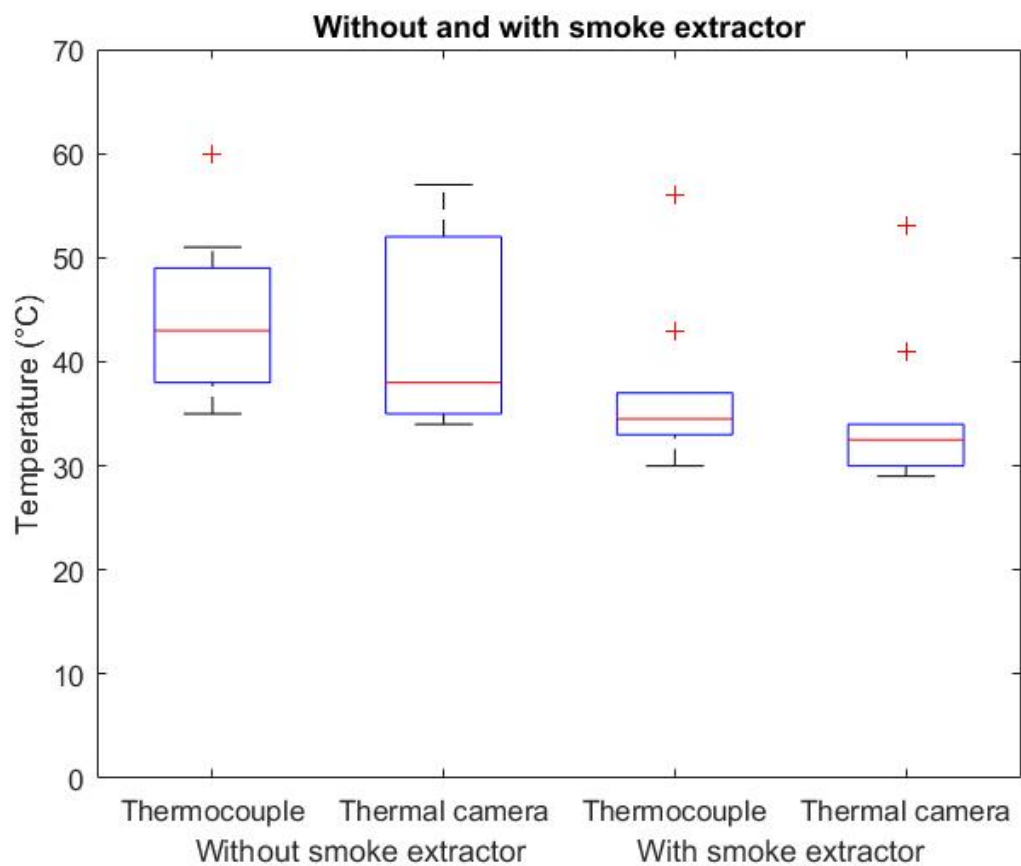 Without and with smoke extractor
70
60
50
40
30
20
10
0
Temperature (°C)
Thermocouple Thermal camera Thermocouple Thermal camera
Without smoke extractor With smoke extractor